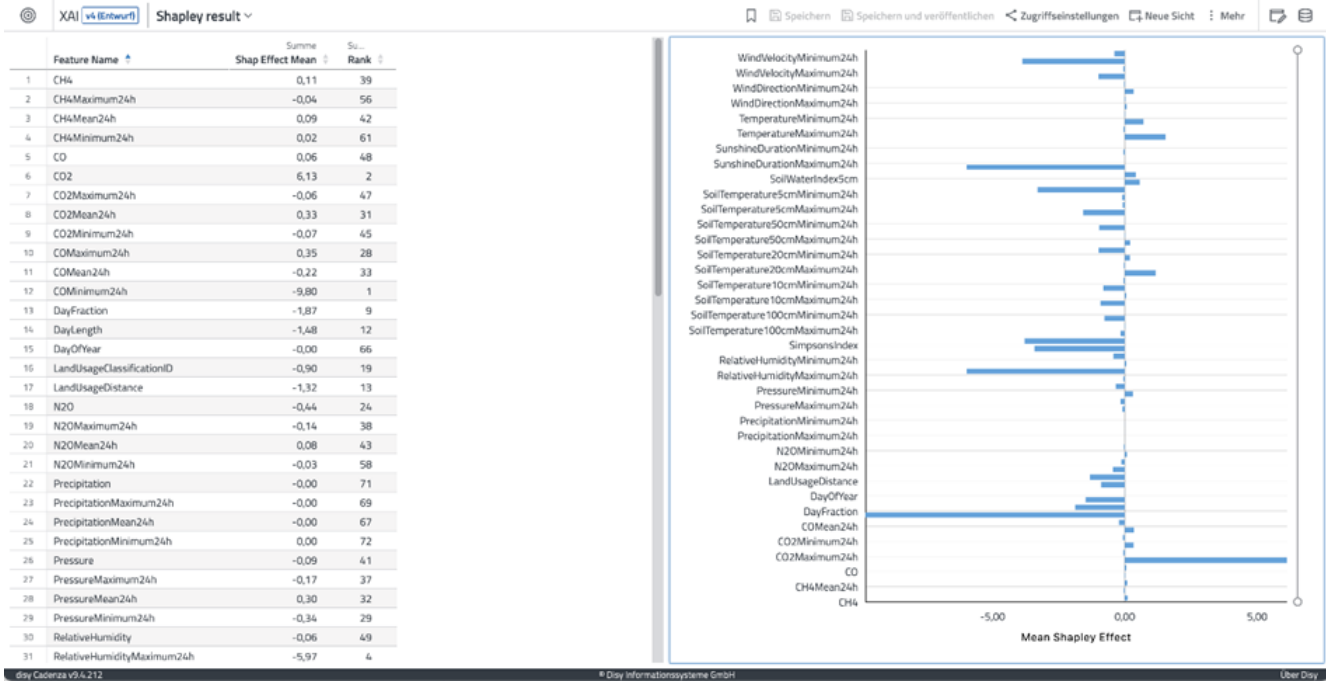 XAI v4 (Entwurf) Shapley result Speichern Speichern und veröffentlichen Zugriffseinstellungen Neue Sicht Mehr
Summe Su...
Feature Name Shap Effect Mean Rank
1 CH4 0,11 39
2 CH4Maximum24h -0,04 56
3 CH4Mean24h 0,09 42
4 CH4Minimum24h 0,02 61
5 CO 0,06 48
6 CO2 6,13 2
7 CO2Maximum24h -0,06 47
8 CO2Mean24h 0,33 31
9 CO2Minimum24h -0,07 45
10 COMaximum24h 0,35 28
11 COMean24h -0,22 33
12 COMinimum24h -9,80 1
13 DayFraction -1,87 9
14 DayLength -1,48 12
15 DayOfYear -0,00 66
16 LandUsageClassificationID -0,90 19
17 LandUsageDistance -1,32 13
18 N2O -0,44 24
19 N2OMaximum24h -0,14 38
20 N2OMean24h 0,08 43
21 N2OMinimum24h -0,03 58
22 Precipitation -0,00 71
23 PrecipitationMaximum24h -0,00 69
24 PrecipitationMean24h -0,00 67
25 PrecipitationMinimum24h 0,00 72
26 Pressure -0,09 41
27 PressureMaximum24h -0,17 37
28 PressureMean24h 0,30 32
29 PressureMinimum24h -0,34 29
30 RelativeHumidity -0,06 49
31 RelativeHumidityMaximum24h -5,97 4
WindVelocityMinimum24h
WindVelocityMaximum24h
WindDirectionMinimum24h
WindDirectionMaximum24h
TemperatureMinimum24h
TemperatureMaximum24h
SunshineDurationMinimum24h
SunshineDurationMaximum24h
SoilWaterIndex5cm
SoilTemperature5cmMinimum24h
SoilTemperature5cmMaximum24h
SoilTemperature50cmMinimum24h
SoilTemperature50cmMaximum24h
SoilTemperature20cmMinimum24h
SoilTemperature20cmMaximum24h
SoilTemperature10cmMinimum24h
SoilTemperature10cmMaximum24h
SoilTemperature100cmMinimum24h
SoilTemperature100cmMaximum24h
SimpsonsIndex
RelativeHumidityMinimum24h
RelativeHumidityMaximum24h
PressureMinimum24h
PressureMaximum24h
PrecipitationMinimum24h
PrecipitationMaximum24h
N2OMinimum24h
N2OMaximum24h
LandUsageDistance
DayOfYear
DayFraction
COMean24h
CO2Minimum24h
CO2Maximum24h
CO
CH4Mean24h
CH4
-5,00 0,00 5,00
Mean Shapley Effect
disy Cadenza v9.4.212 © Disy Informationssysteme GmbH Über Disy